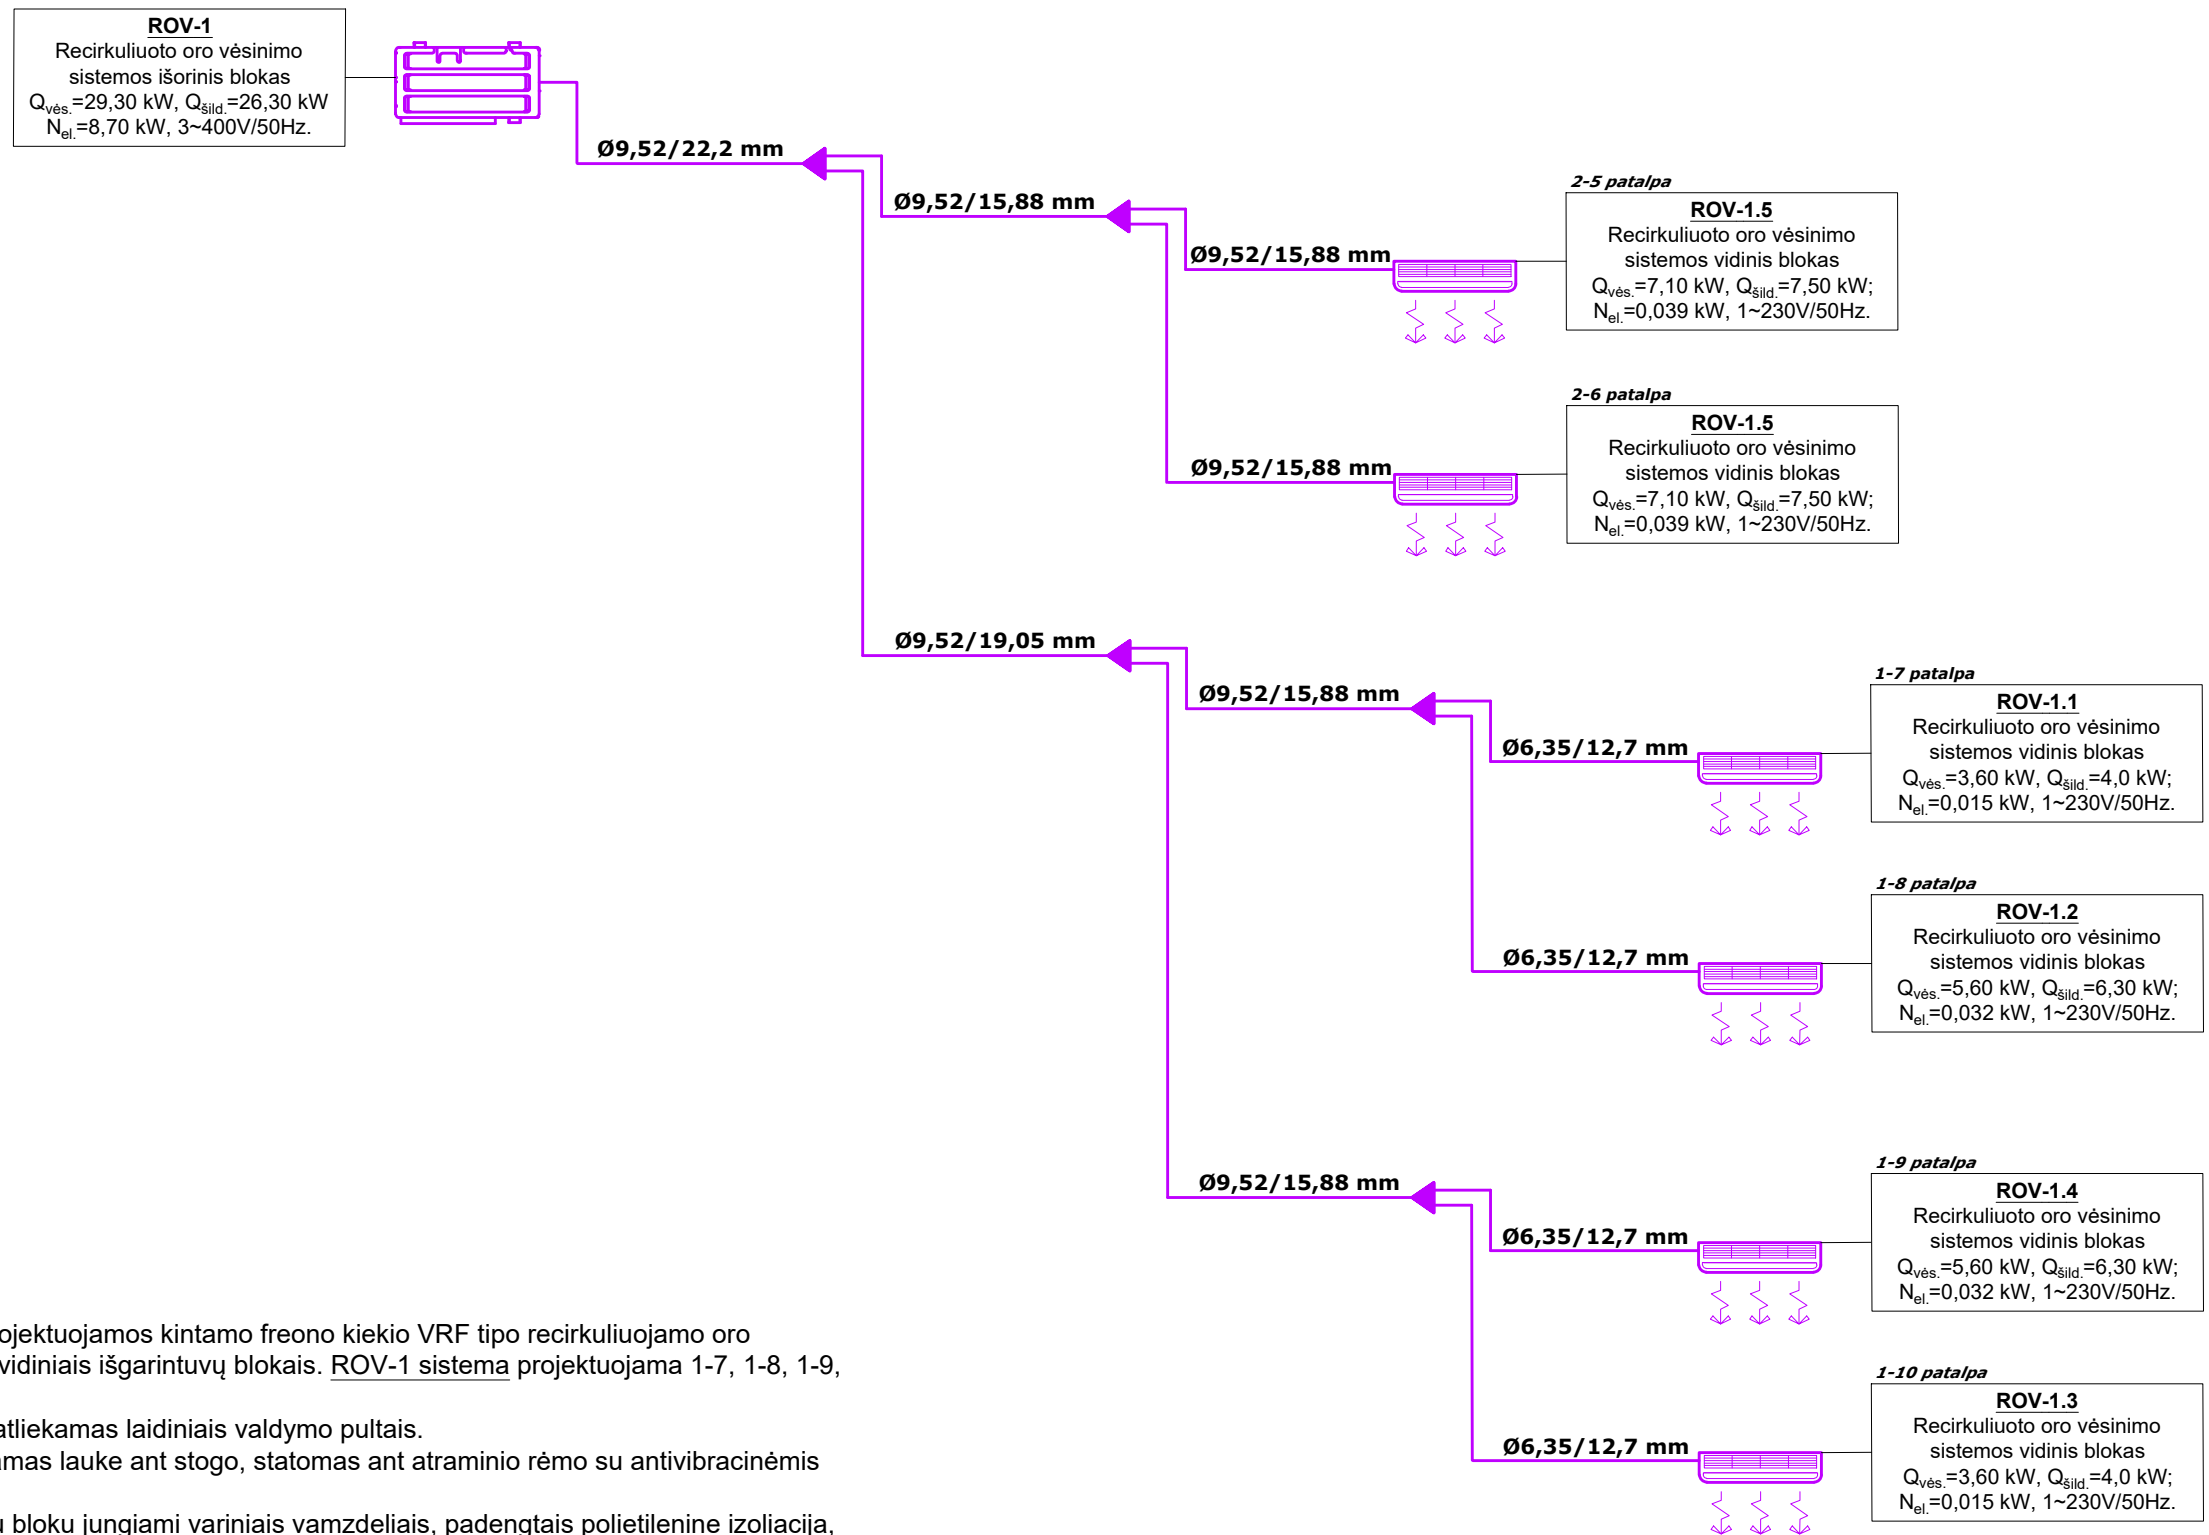 ROV-1
Recirkuliuoto oro vėsinimo
sistemos išorinis blokas
Qvės.=29,30 kW, Qšild.=26,30 kW
Nel.=8,70 kW, 3~400V/50Hz.
Ø9,52/22,2 mm
Ø9,52/15,88 mm
Ø9,52/15,88 mm
2-5 patalpa
ROV-1.5
Recirkuliuoto oro vėsinimo
sistemos vidinis blokas
Qvės.=7,10 kW, Qšild.=7,50 kW;
Nel.=0,039 kW, 1~230V/50Hz.
Ø9,52/15,88 mm
2-6 patalpa
ROV-1.5
Recirkuliuoto oro vėsinimo
sistemos vidinis blokas
Qvės.=7,10 kW, Qšild.=7,50 kW;
Nel.=0,039 kW, 1~230V/50Hz.
Ø9,52/19,05 mm
Ø9,52/15,88 mm
Ø6,35/12,7 mm
1-7 patalpa
ROV-1.1
Recirkuliuoto oro vėsinimo
sistemos vidinis blokas
Qvės.=3,60 kW, Qšild.=4,0 kW;
Nel.=0,015 kW, 1~230V/50Hz.
Ø6,35/12,7 mm
1-8 patalpa
ROV-1.2
Recirkuliuoto oro vėsinimo
sistemos vidinis blokas
Qvės.=5,60 kW, Qšild.=6,30 kW;
Nel.=0,032 kW, 1~230V/50Hz.
Ø9,52/15,88 mm
Ø6,35/12,7 mm
1-9 patalpa
ROV-1.4
Recirkuliuoto oro vėsinimo
sistemos vidinis blokas
Qvės.=5,60 kW, Qšild.=6,30 kW;
Nel.=0,032 kW, 1~230V/50Hz.
Ø6,35/12,7 mm
1-10 patalpa
ROV-1.3
Recirkuliuoto oro vėsinimo
sistemos vidinis blokas
Qvės.=3,60 kW, Qšild.=4,0 kW;
Nel.=0,015 kW, 1~230V/50Hz.
ojektuojamos kintamo freono kiekio VRF tipo recirkuliuojamo oro
vidiniais išgarintuvų blokais. ROV-1 sistema projektuojama 1-7, 1-8, 1-9,
atliekamas laidiniais valdymo pultais.
amas lauke ant stogo, statomas ant atraminio rėmo su antivibracinėmis
u bloku jungiami variniais vamzdeliais, padengtais polietilenine izoliacija,